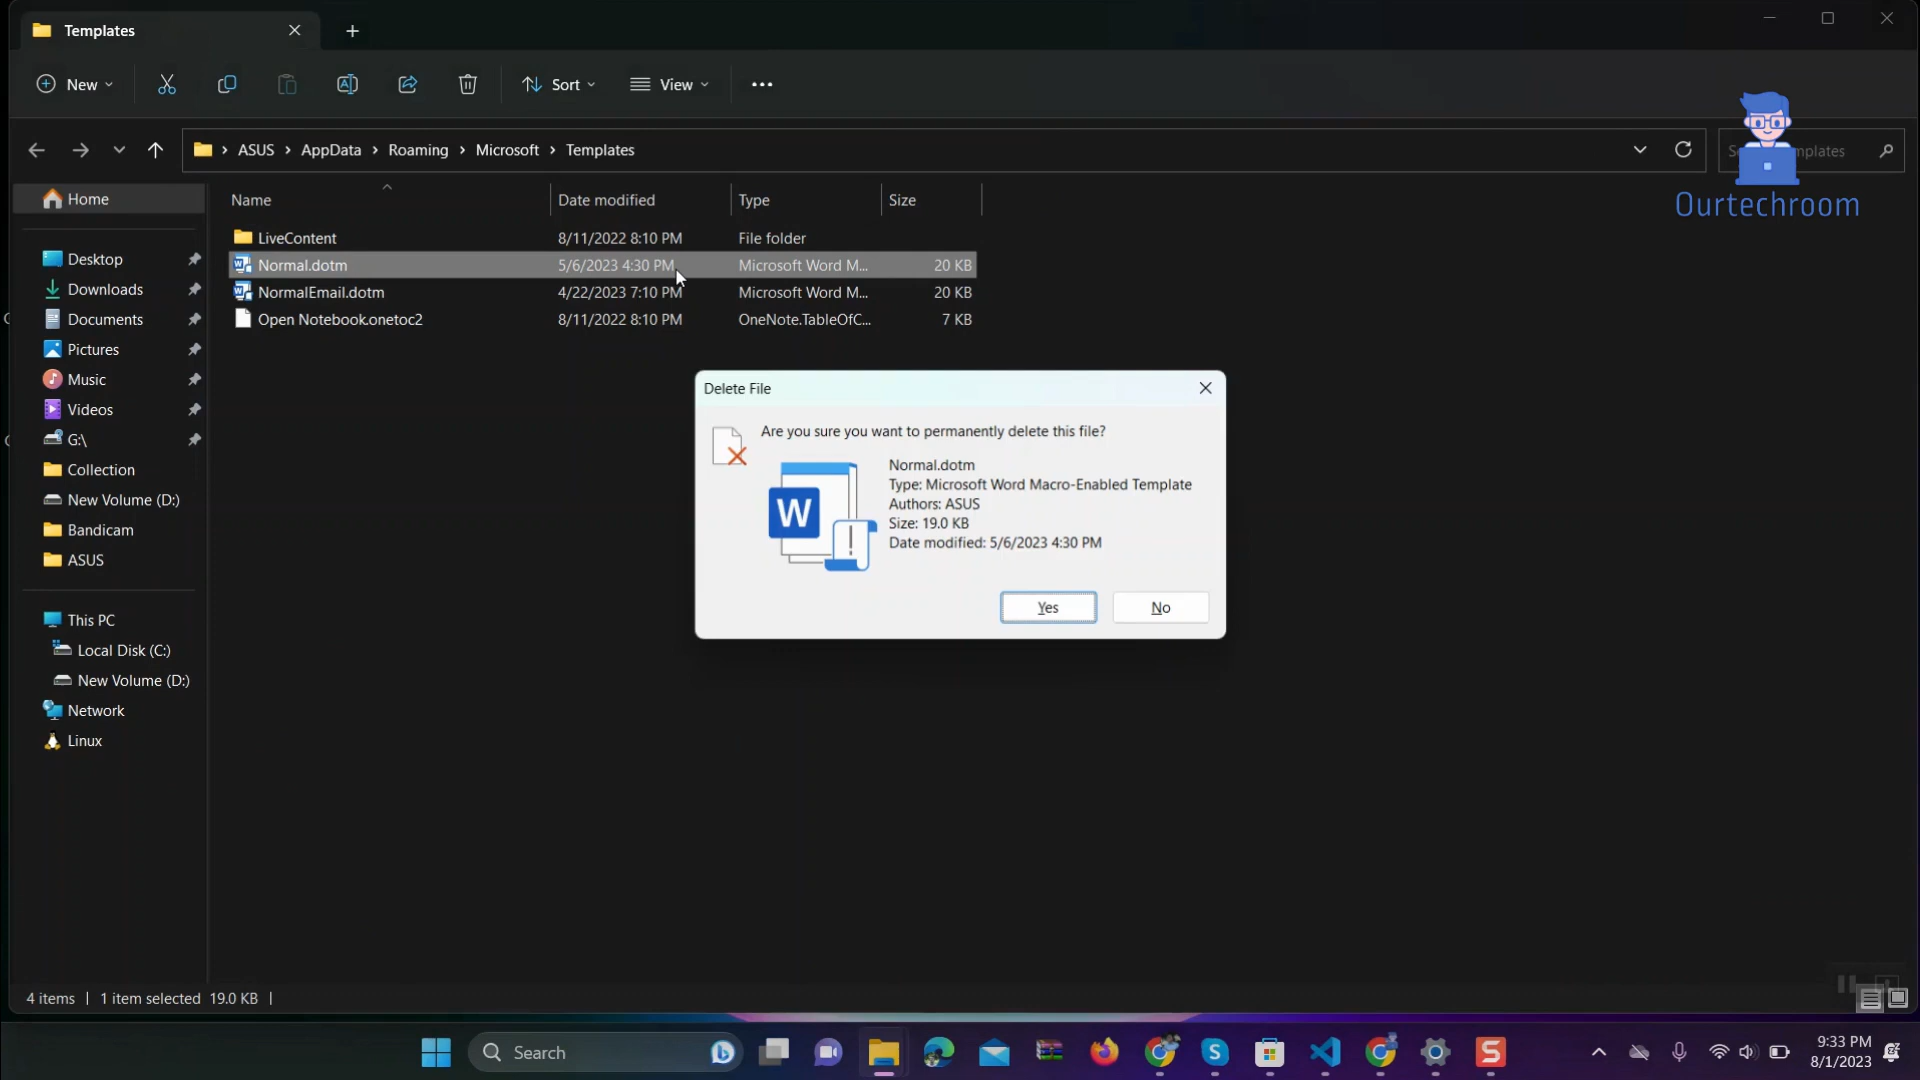 Templates
New
Sort
View
ASUS
AppData
Roaming
Microsoft
Templates
Ourtechroom
Name
Date modified
Type
Size
LiveContent
8/11/2022 8:10 PM
File folder
Normal.dotm
5/6/2023 4:30 PM
Microsoft Word M...
20 KB
NormalEmail.dotm
4/22/2023 7:10 PM
Microsoft Word M...
20 KB
Open Notebook.onetoc2
8/11/2022 8:10 PM
OneNote.TableOfC...
7 KB
Home
Desktop
Downloads
Documents
Pictures
Music
Videos
G:\
Collection
New Volume (D:)
Bandicam
ASUS
This PC
Local Disk (C:)
New Volume (D:)
Network
Linux
Delete File
Are you sure you want to permanently delete this file?
W
Normal.dotm
Type: Microsoft Word Macro-Enabled Template
Authors: ASUS
Size: 19.0 KB
Date modified: 5/6/2023 4:30 PM
Yes
No
4 items
1 item selected 19.0 KB
Search
9:33 PM
8/1/2023